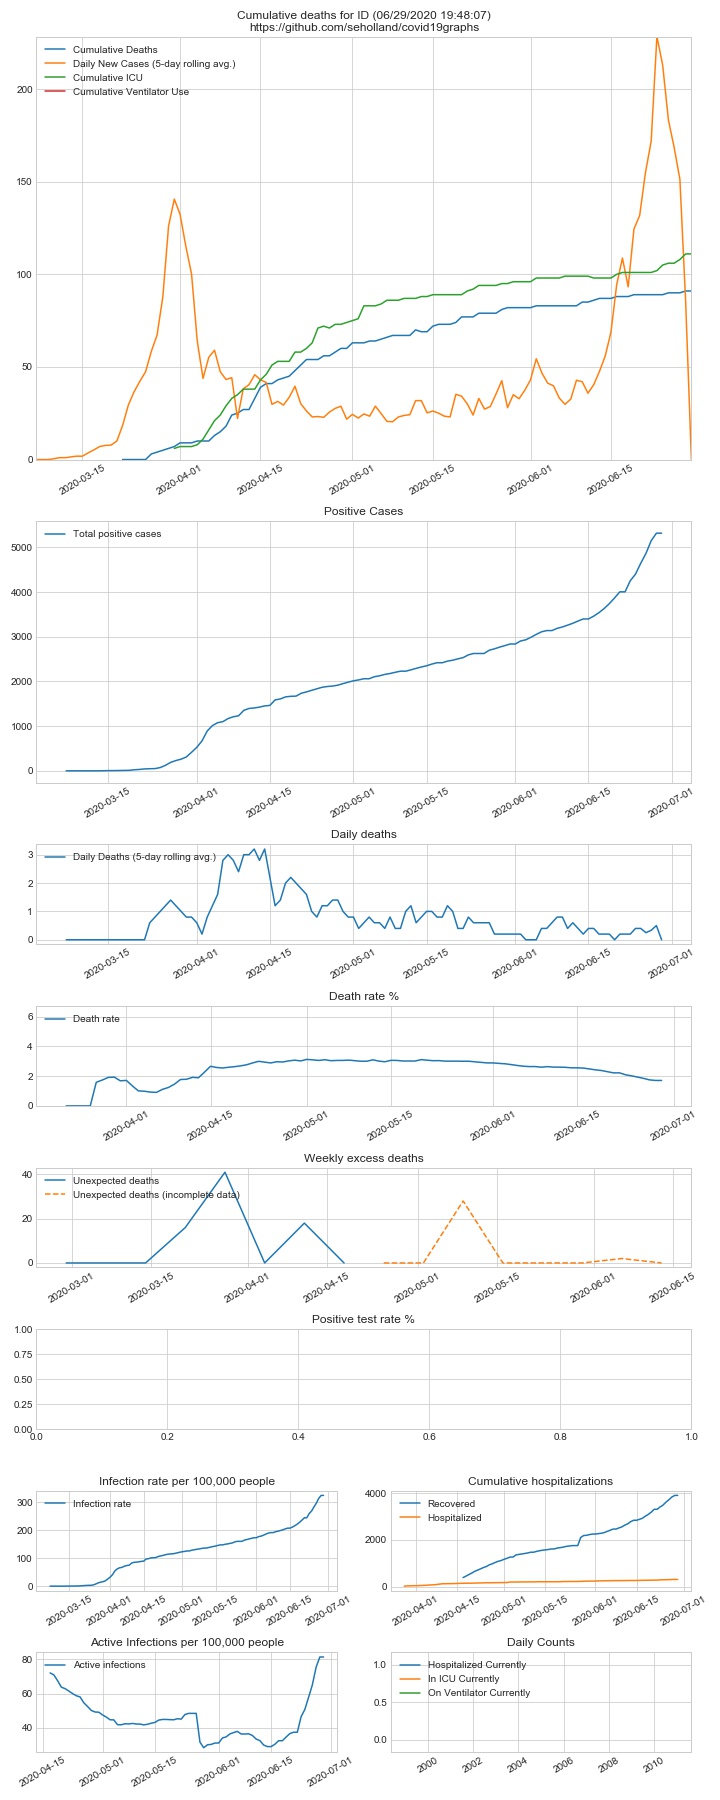 Cumulative deaths for ID (06/29/2020 19:48:07)
https://github.com/seholland/covid19graphs
Cumulative Deaths
Daily New Cases (5-day rolling avg.)
Cumulative ICU
Cumulative Ventilator Use
200
150
100
50
0
2020-03-15 2020-04-01 2020-04-15 2020-05-01 2020-05-15 2020-06-01 2020-06-15
Positive Cases
Total positive cases
5000
4000
3000
2000
1000
0
2020-03-15 2020-04-01 2020-04-15 2020-05-01 2020-05-15 2020-06-01 2020-06-15 2020-07-01
Daily deaths
Daily Deaths (5-day rolling avg.)
3
2
1
0
2020-03-15 2020-04-01 2020-04-15 2020-05-01 2020-05-15 2020-06-01 2020-06-15 2020-07-01
Death rate %
Death rate
6
4
2
0
2020-04-01 2020-04-15 2020-05-01 2020-05-15 2020-06-01 2020-06-15 2020-07-01
Weekly excess deaths
Unexpected deaths
Unexpected deaths (incomplete data)
40
20
0
2020-03-01 2020-03-15 2020-04-01 2020-04-15 2020-05-01 2020-05-15 2020-06-01 2020-06-15
Positive test rate %
1.00
0.75
0.50
0.25
0.00
0.0 0.2 0.4 0.6 0.8 1.0
Infection rate per 100,000 people
Infection rate
300
200
100
0
2020-03-15 2020-04-01 2020-04-15 2020-05-01 2020-05-15 2020-06-01 2020-06-15 2020-07-01
Cumulative hospitalizations
Recovered
Hospitalized
4000
2000
0
2020-04-01 2020-04-15 2020-05-01 2020-05-15 2020-06-01 2020-06-15 2020-07-01
Active Infections per 100,000 people
Active infections
80
60
40
2020-04-15 2020-05-01 2020-05-15 2020-06-01 2020-06-15 2020-07-01
Daily Counts
Hospitalized Currently
In ICU Currently
On Ventilator Currently
1.0
0.5
0.0
2000 2002 2004 2006 2008 2010